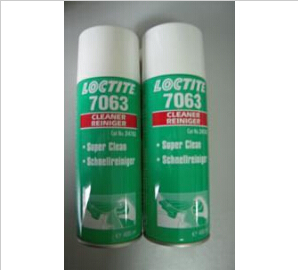 LOCTITE
7063
CLEANER
REINIGER
• Super Clean
• Schnellreiniger
LOCTITE
7063
CLEANER
REINIGER
• Super Clean
• Schnellreiniger